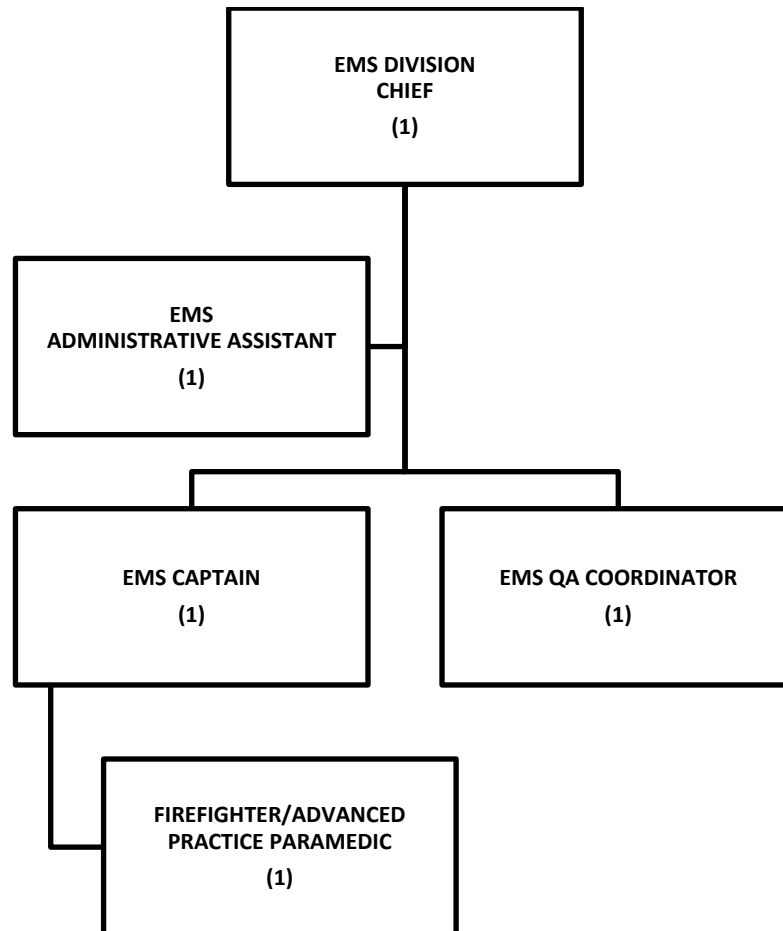 EMS DIVISION
CHIEF
(1)
EMS
ADMINISTRATIVE ASSISTANT
(1)
EMS CAPTAIN
(1)
EMS QA COORDINATOR
(1)
FIREFIGHTER/ADVANCED
PRACTICE PARAMEDIC
(1)